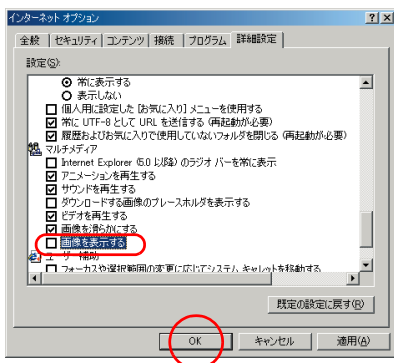 インターネット オプション
全般 セキュリティ コンテンツ 接続 プログラム 詳細設定
設定(S):
常に表示する
表示しない
個人用に設定した [お気に入り] メニューを使用する
常に UTF-8 として URL を送信する (再起動が必要)
履歴およびお気に入りで使用していないフォルダを閉じる (再起動が必要)
マルチメディア
Internet Explorer (5.0 以降) のラジオ バーを常に表示
アニメーションを再生する
サウンドを再生する
ダウンロードする画像のプレースホルダを表示する
ビデオを再生する
画像を滑らかにする
画像を表示する
ユーザー補助
フォーカスや選択範囲の変更に応じてシステム キャレットを移動する
既定の設定に戻す(R)
OK キャンセル 適用(A)